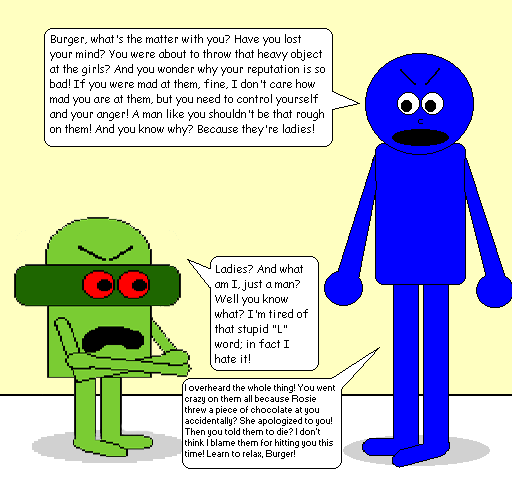 Burger, what's the matter with you? Have you lost
your mind? You were about to throw that heavy object
at the girls? And you wonder why your reputation is so
bad! If you were mad at them, fine, I don't care how
mad you are at them, but you need to control yourself
and your anger! A man like you shouldn't be that rough
on them! And you know why? Because they're ladies!
Ladies? And what
am I, just a man?
Well you know
what? I'm tired of
that stupid "L"
word; in fact I
hate it!
I overheard the whole thing! You went
crazy on them all because Rosie
threw a piece of chocolate at you
accidentally? She apologized to you!
Then you told them to die? I don't
think I blame them for hitting you this
time! Learn to relax, Burger!